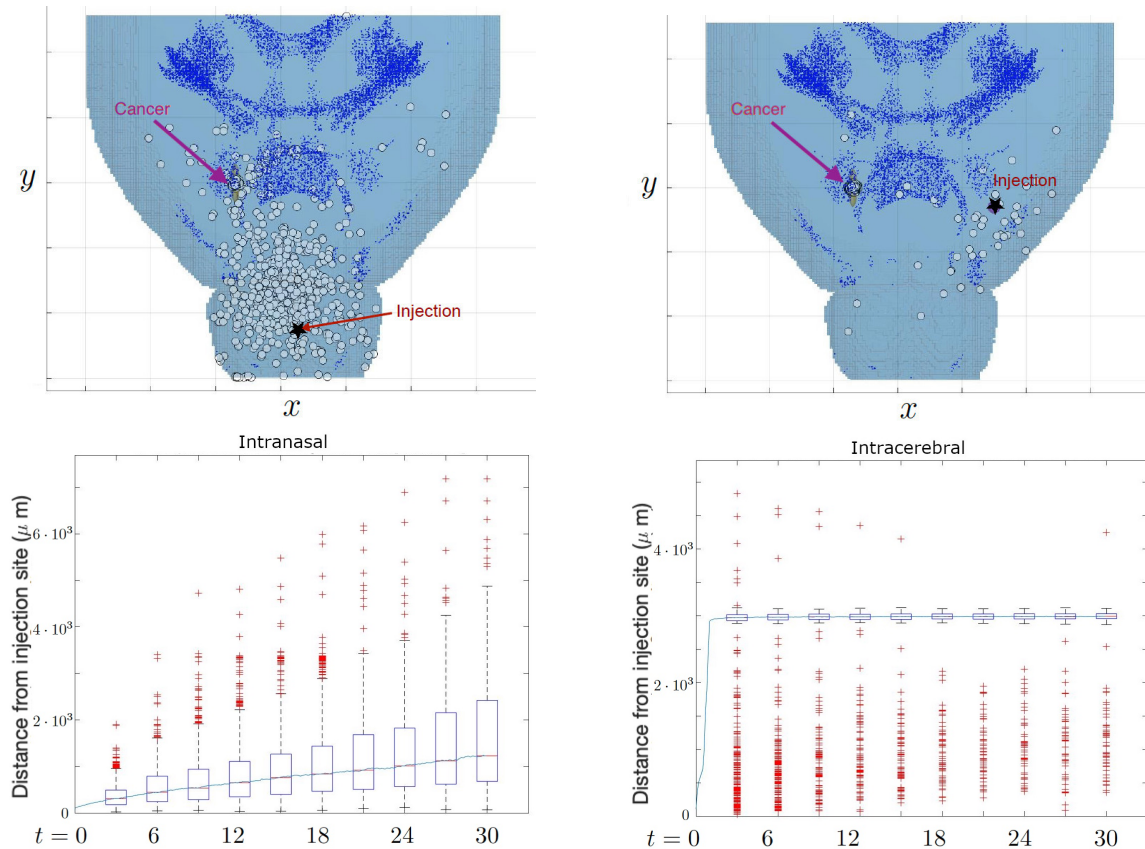 Cancer
Injection
y
x
Cancer
Injection
y
x
Intranasal
Distance from injection site (μ m)
6 · 10³
4 · 10³
2 · 10³
0
t = 0 6 12 18 24 30
Intracerebral
Distance from injection site (μ m)
4 · 10³
2 · 10³
0
t = 0 6 12 18 24 30